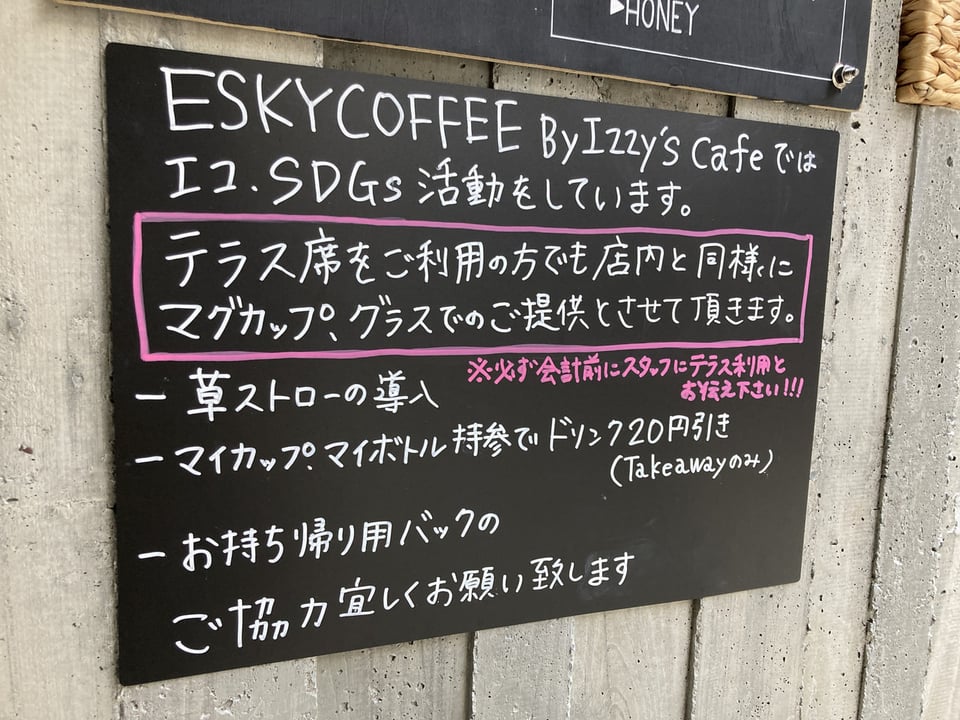 ▶HONEY
ESKYCOFFEE By Izzy's cafe では
エコ.SDGs 活動をしています。
テラス席をご利用の方でも店内と同様に
マグカップ、グラスでのご提供とさせて頂きます。
※必ず会計前にスタッフにテラス利用と
お伝え下さい!!!
ー 草ストローの導入
ー マイカップ、マイボトル持参でドリンク20円引き
(Takeawayのみ)
ー お持ち帰り用バックの
ご協力宜しくお願い致します